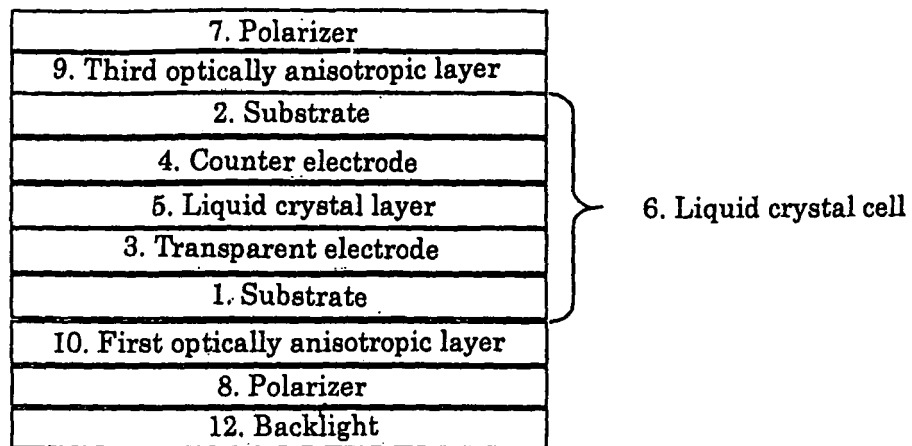 7. Polarizer
9. Third optically anisotropic layer
2. Substrate
4. Counter electrode
5. Liquid crystal layer
6. Liquid crystal cell
3. Transparent electrode
1. Substrate
10. First optically anisotropic layer
8. Polarizer
12. Backlight